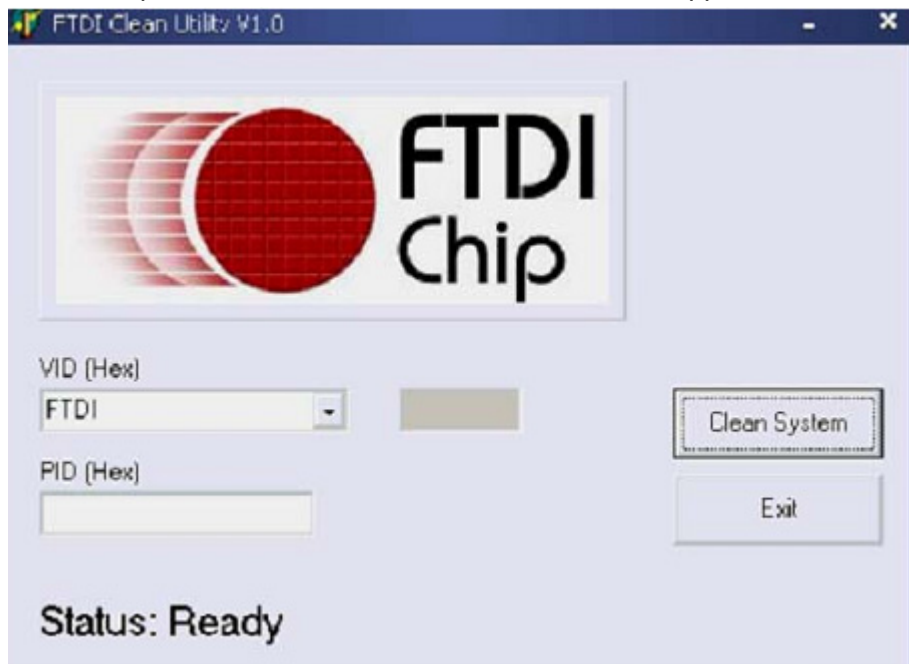 FTDI Clean Utility V1.0
FTDI
Chip
VID (Hex)
FTDI
Clean System
PID (Hex)
Exit
Status: Ready